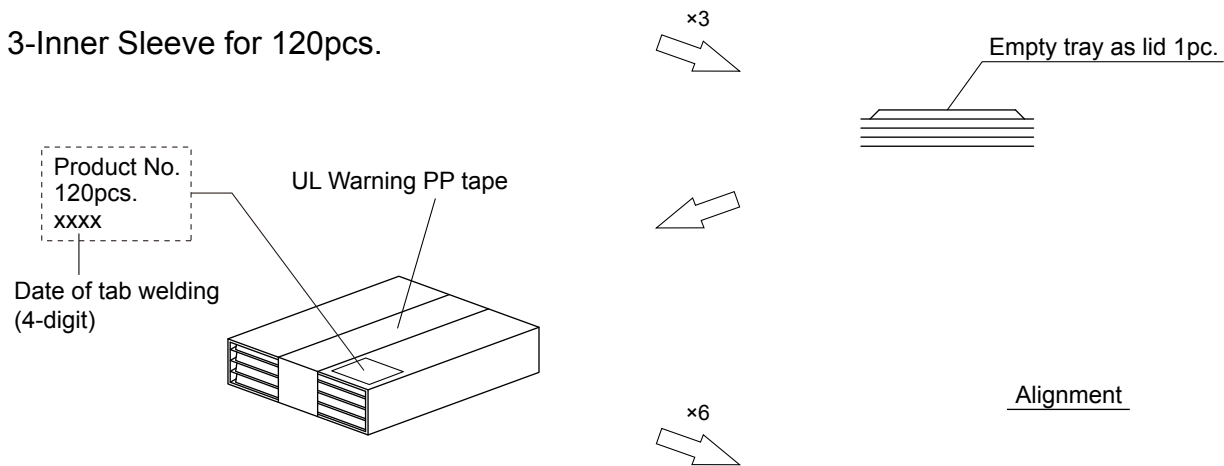 3-Inner Sleeve for 120pcs.
×3
Empty tray as lid 1pc.
Product No.
120pcs.
xxxx
UL Warning PP tape
Date of tab welding
(4-digit)
Alignment
×6